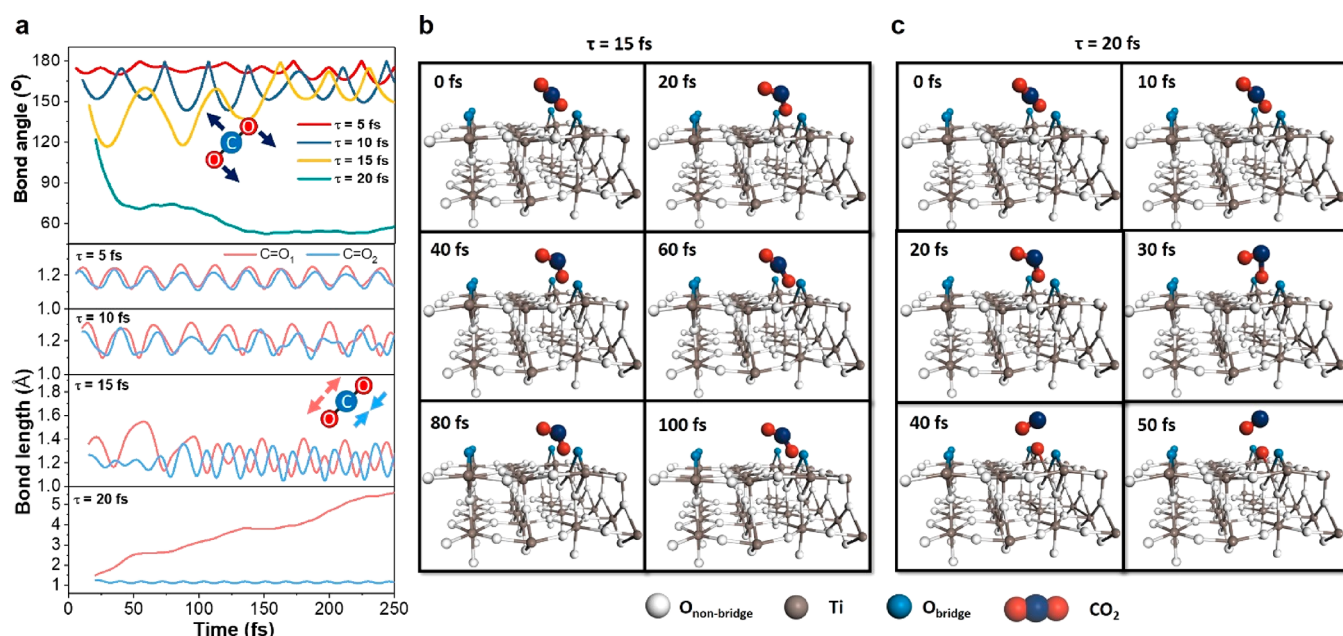 a
Bond angle (°)
180
150
120
90
60
τ = 5 fs
τ = 10 fs
τ = 15 fs
τ = 20 fs
O
C
O
τ = 5 fs
C=O₁
C=O₂
1.2
1.0
τ = 10 fs
1.2
1.0
Bond length (Å)
τ = 15 fs
1.8
1.6
1.4
1.2
1.0
O
C
O
τ = 20 fs
5
4
3
2
1
0
50
100
150
200
250
Time (fs)
b
τ = 15 fs
0 fs
20 fs
40 fs
60 fs
80 fs
100 fs
c
τ = 20 fs
0 fs
10 fs
20 fs
30 fs
40 fs
50 fs
Oₙₒₙ₋bᵣᵢdgₑ
Ti
Obᵣᵢdgₑ
CO₂